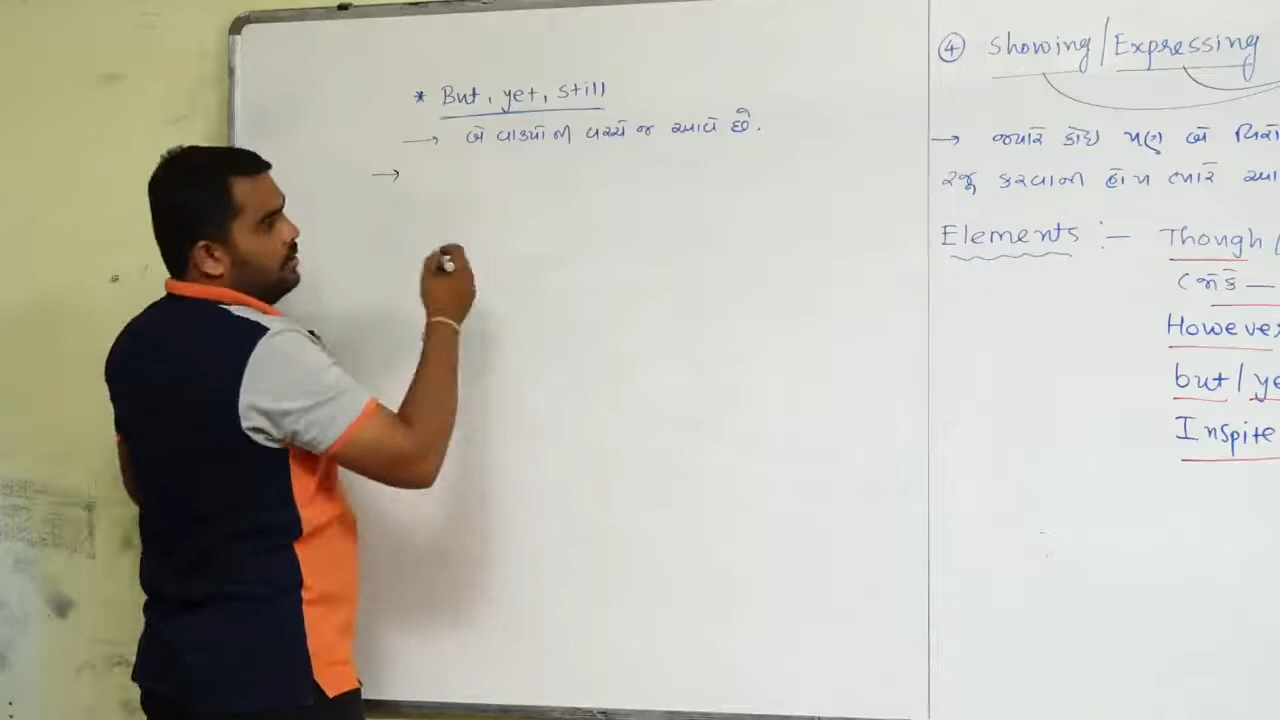 * But, yet, still
→ બે વાક્યોની વચ્ચે જ આવે છે.
→
④ Showing/Expressing
→ જ્યારે કોઇ પણ બે
રજૂ કરવાના હોય ત્યારે
Elements :- Though
(જોકે —
However
but/ye
Inspite